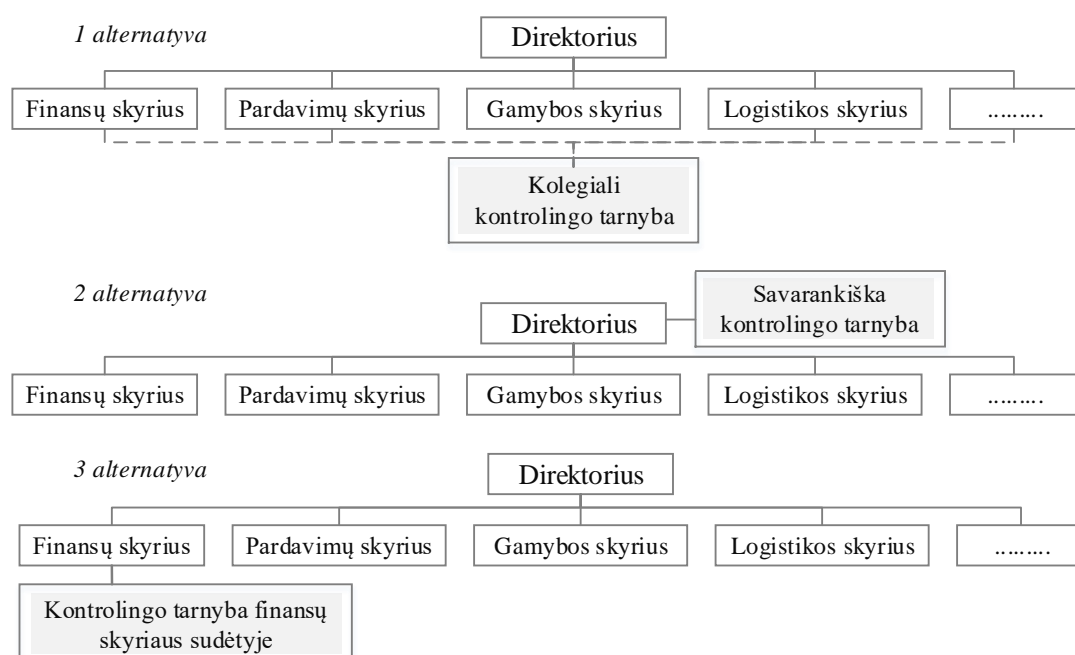 1 alternatyva
Direktorius
Finansų skyrius
Pardavimų skyrius
Gamybos skyrius
Logistikos skyrius
.........
Kolegiali
kontrolingo tarnyba
2 alternatyva
Savarankiška
kontrolingo tarnyba
Direktorius
Finansų skyrius
Pardavimų skyrius
Gamybos skyrius
Logistikos skyrius
.........
3 alternatyva
Direktorius
Finansų skyrius
Pardavimų skyrius
Gamybos skyrius
Logistikos skyrius
.........
Kontrolingo tarnyba finansų
skyriaus sudėtyje